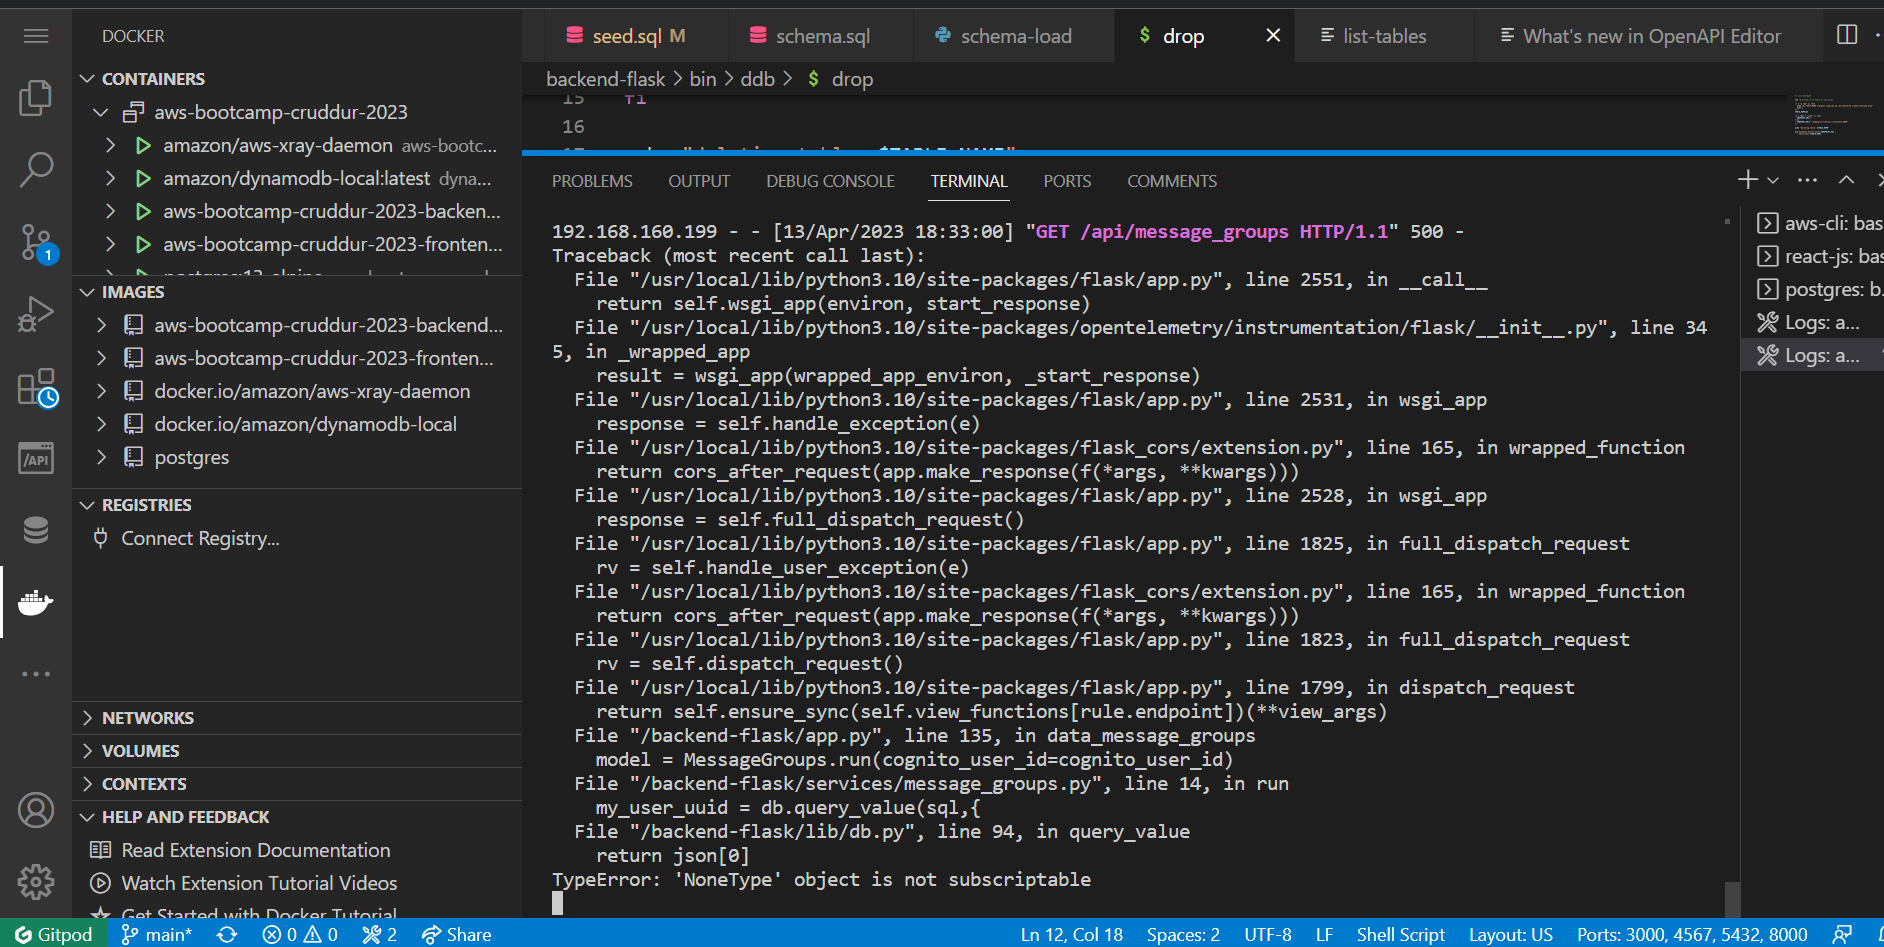 DOCKER
CONTAINERS
aws-bootcamp-cruddur-2023
amazon/aws-xray-daemon aws-bootc...
amazon/dynamodb-local:latest dyna...
aws-bootcamp-cruddur-2023-backen...
aws-bootcamp-cruddur-2023-fronten...
IMAGES
aws-bootcamp-cruddur-2023-backend...
aws-bootcamp-cruddur-2023-fronten...
docker.io/amazon/aws-xray-daemon
docker.io/amazon/dynamodb-local
postgres
REGISTRIES
Connect Registry...
NETWORKS
VOLUMES
CONTEXTS
HELP AND FEEDBACK
Read Extension Documentation
Watch Extension Tutorial Videos
Get Started with Docker Tutorial
1
/API
seed.sql M
schema.sql
schema-load
$ drop
list-tables
What's new in OpenAPI Editor
backend-flask > bin > ddb > $ drop
15 fi
16
PROBLEMS OUTPUT DEBUG CONSOLE TERMINAL PORTS COMMENTS
192.168.160.199 - - [13/Apr/2023 18:33:00] "GET /api/message_groups HTTP/1.1" 500 -
Traceback (most recent call last):
File "/usr/local/lib/python3.10/site-packages/flask/app.py", line 2551, in __call__
return self.wsgi_app(environ, start_response)
File "/usr/local/lib/python3.10/site-packages/opentelemetry/instrumentation/flask/__init__.py", line 34
5, in _wrapped_app
result = wsgi_app(wrapped_app_environ, _start_response)
File "/usr/local/lib/python3.10/site-packages/flask/app.py", line 2531, in wsgi_app
response = self.handle_exception(e)
File "/usr/local/lib/python3.10/site-packages/flask_cors/extension.py", line 165, in wrapped_function
return cors_after_request(app.make_response(f(*args, **kwargs)))
File "/usr/local/lib/python3.10/site-packages/flask/app.py", line 2528, in wsgi_app
response = self.full_dispatch_request()
File "/usr/local/lib/python3.10/site-packages/flask/app.py", line 1825, in full_dispatch_request
rv = self.handle_user_exception(e)
File "/usr/local/lib/python3.10/site-packages/flask_cors/extension.py", line 165, in wrapped_function
return cors_after_request(app.make_response(f(*args, **kwargs)))
File "/usr/local/lib/python3.10/site-packages/flask/app.py", line 1823, in full_dispatch_request
rv = self.dispatch_request()
File "/usr/local/lib/python3.10/site-packages/flask/app.py", line 1799, in dispatch_request
return self.ensure_sync(self.view_functions[rule.endpoint])(**view_args)
File "/backend-flask/app.py", line 135, in data_message_groups
model = MessageGroups.run(cognito_user_id=cognito_user_id)
File "/backend-flask/services/message_groups.py", line 14, in run
my_user_uuid = db.query_value(sql,{
File "/backend-flask/lib/db.py", line 94, in query_value
return json[0]
TypeError: 'NoneType' object is not subscriptable
aws-cli: bas
react-js: bas
postgres: b.
Logs: a...
Logs: a...
Gitpod main* 0 0 2 Share Ln 12, Col 18 Spaces: 2 UTF-8 LF Shell Script Layout: US Ports: 3000, 4567, 5432, 8000